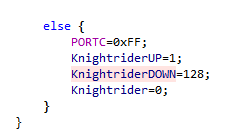 else {
PORTC=0xFF;
KnightriderUP=1;
KnightriderDOWN=128;
Knightrider=0;
}
}